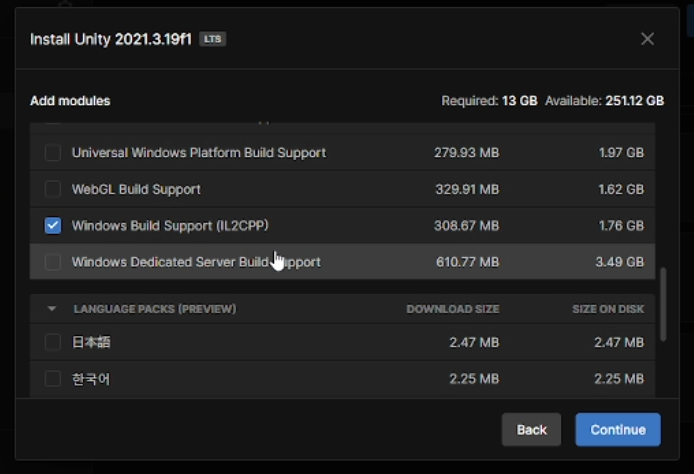 Install Unity 2021.3.19f1 LTS
Add modules Required: 13 GB Available: 251.12 GB
Universal Windows Platform Build Support 279.93 MB 1.97 GB
WebGL Build Support 329.91 MB 1.62 GB
Windows Build Support (IL2CPP) 308.67 MB 1.76 GB
Windows Dedicated Server Build Support 610.77 MB 3.49 GB
LANGUAGE PACKS (PREVIEW) DOWNLOAD SIZE SIZE ON DISK
日本語 2.47 MB 2.47 MB
한국어 2.25 MB 2.25 MB
Back Continue